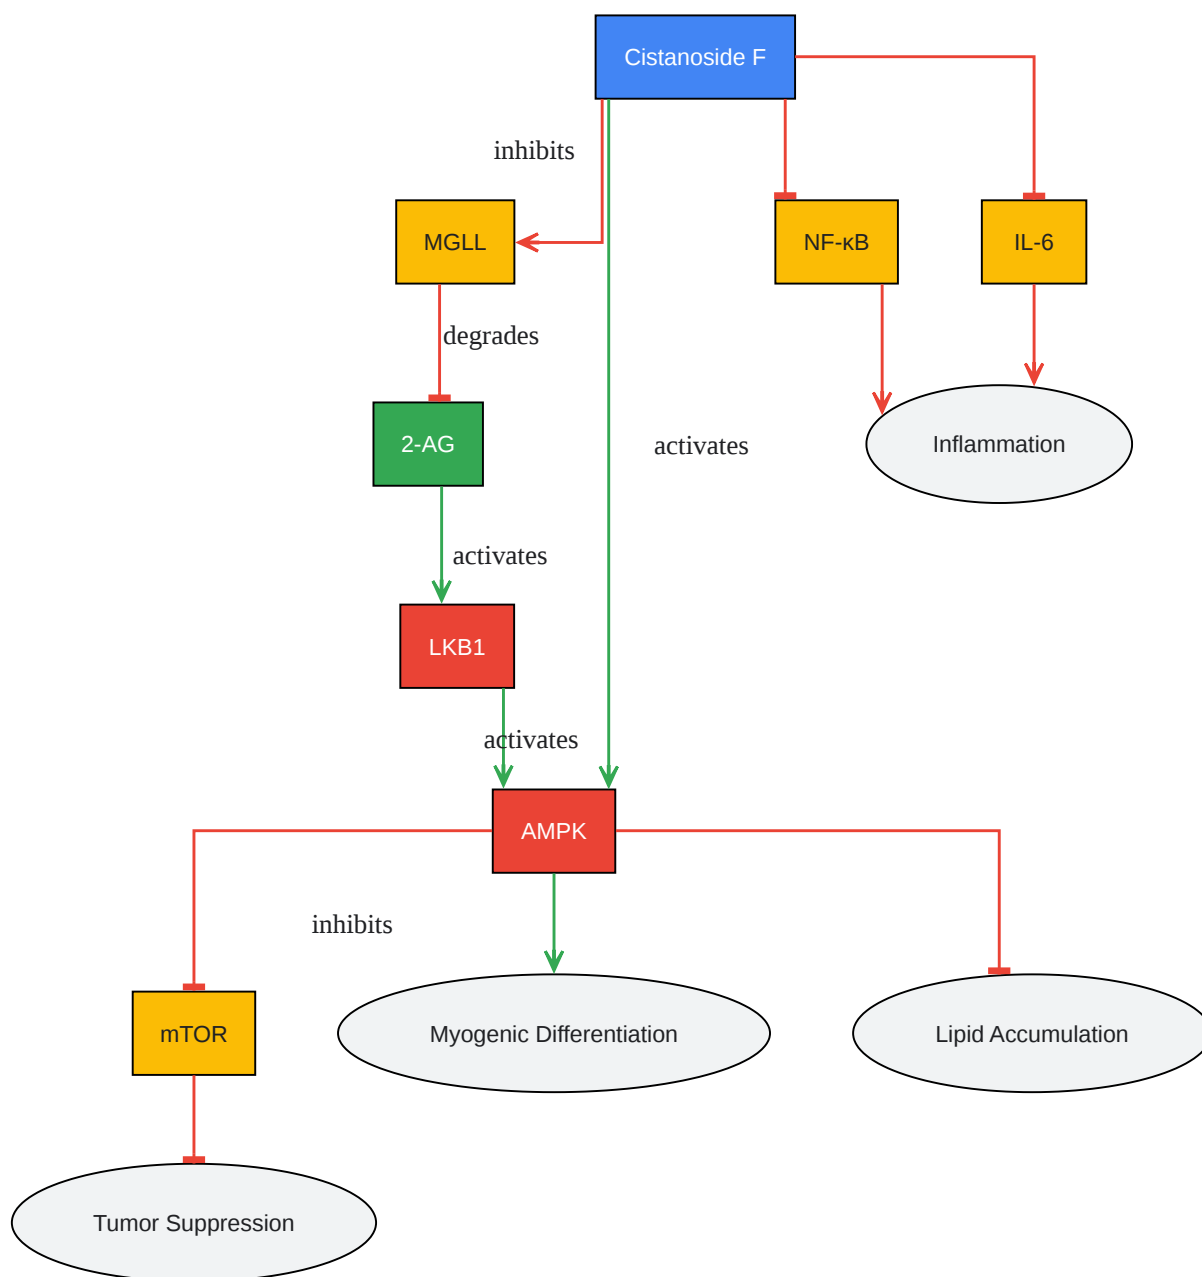 Cistanoside F
inhibits
MGLL
NF-κB
IL-6
degrades
2-AG
activates
Inflammation
activates
LKB1
activates
AMPK
inhibits
mTOR
Myogenic Differentiation
Lipid Accumulation
Tumor Suppression